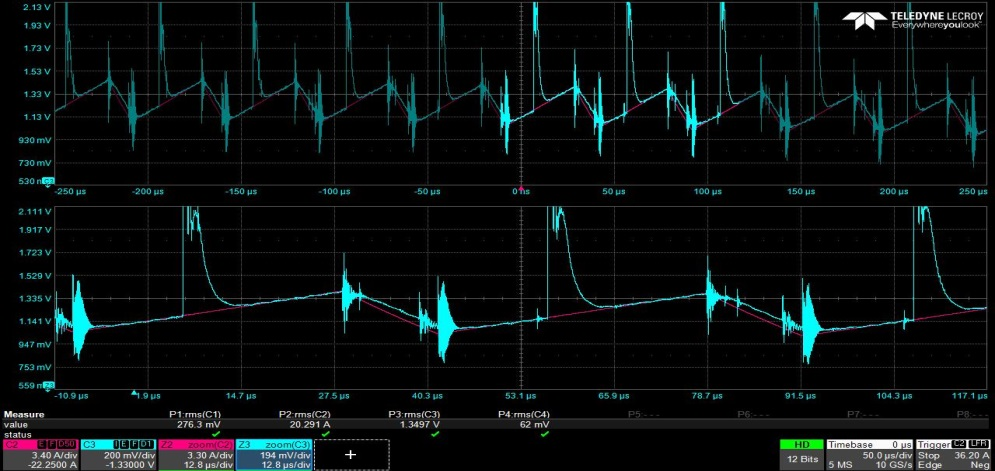 2.13 V
TELEDYNE LECROY
1.93 V
Everywhereyoulook
1.73 V
1.53 V
1.33 V
1.13 V
930 mV
730 mV
530 m C3
-250 µs -200 µs -150 µs -100 µs -50 µs 0 ns 50 µs 100 µs 150 µs 200 µs 250 µs
2.111 V
1.917 V
1.723 V
1.529 V
1.335 V
1.141 V
947 mV
753 mV
559 m Z3
-10.9 µs 1.9 µs 14.7 µs 27.5 µs 40.3 µs 53.1 µs 65.9 µs 78.7 µs 91.5 µs 104.3 µs 117.1 µs
Measure P1:rms(C1) P2:rms(C2) P3:rms(C3) P4:rms(C4) P5:--- P6:--- P7:--- P8:---
value 276.3 mV 20.291 A 1.3497 V 62 mV
status
C2 E F D50 C3 I E F D1 Z2 zoom(C2) Z3 zoom(C3) HD Timebase 0 µs Trigger C2 LFR
3.40 A/div 200 mV/div 3.30 A/div 194 mV/div + 12 Bits 50.0 µs/div Stop 36.20 A
-22.2500 A -1.33000 V 12.8 µs/div 12.8 µs/div 5 MS 10 GS/s Edge Neg